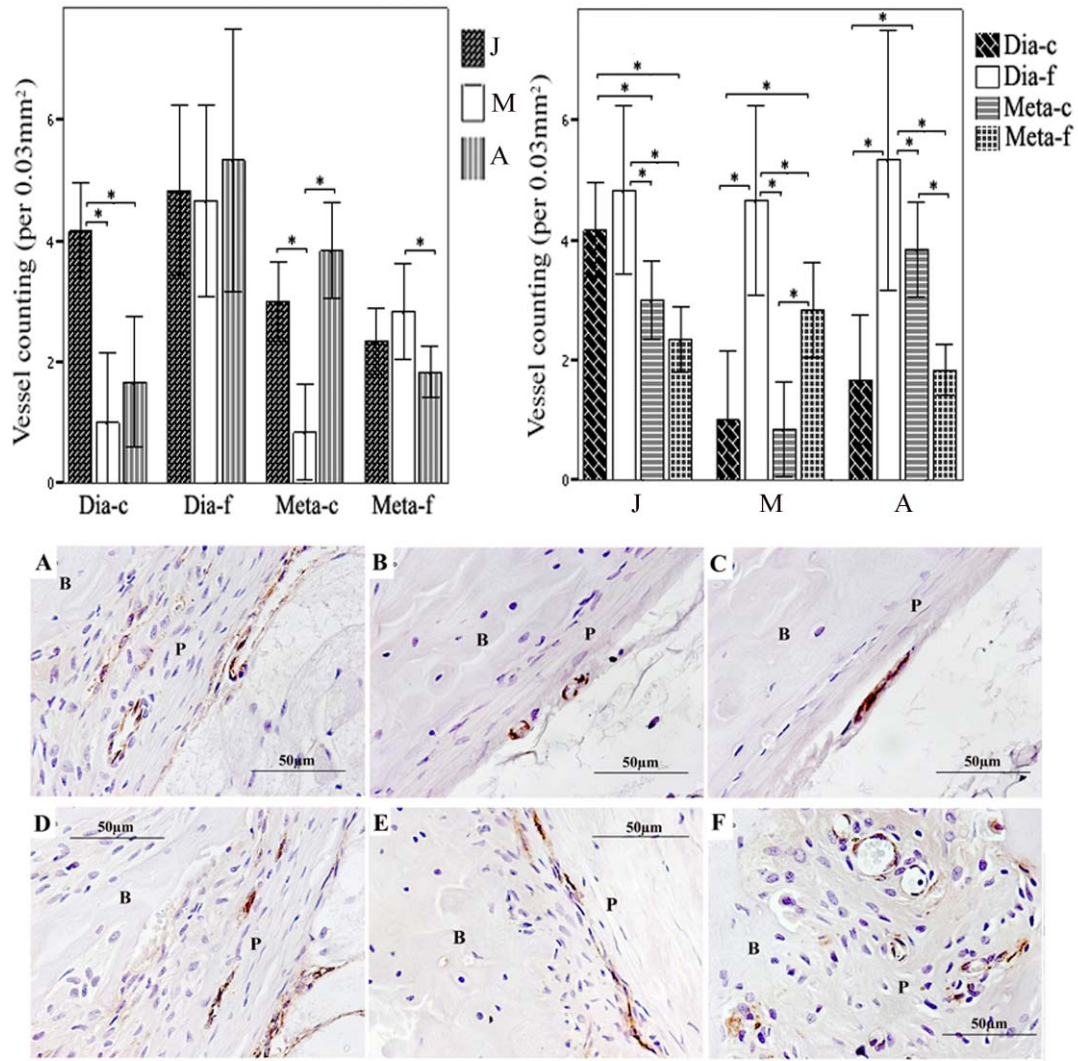 Vessel counting (per 0.03mm²)
6
4
2
0
Dia-c Dia-f Meta-c Meta-f
J
M
A
* * * * *
Vessel counting (per 0.03mm²)
6
4
2
0
J M A
Dia-c
Dia-f
Meta-c
Meta-f
* * * * * * * * * * * * * *
A
B
P
50µm
B
B
P
50µm
C
B
P
50µm
D
50µm
B
P
E
50µm
B
P
F
B
P
50µm